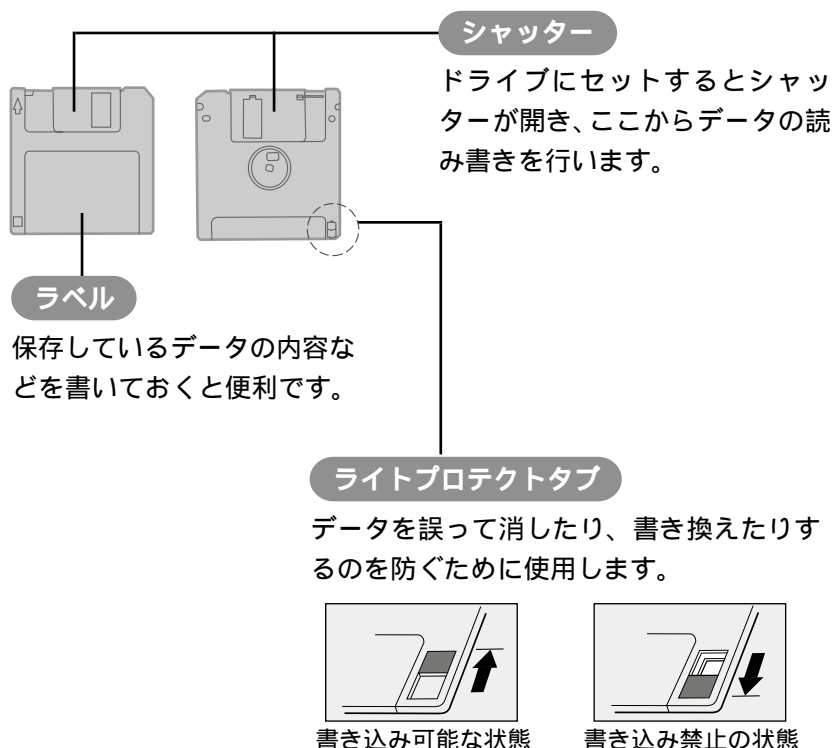 シャッター
ドライブにセットするとシャッ
ターが開き、ここからデータの読
み書きを行います。
ラベル
保存しているデータの内容な
どを書いておくと便利です。
ライトプロテクトタブ
データを誤って消したり、書き換えたりす
るのを防ぐために使用します。
書き込み可能な状態
書き込み禁止の状態